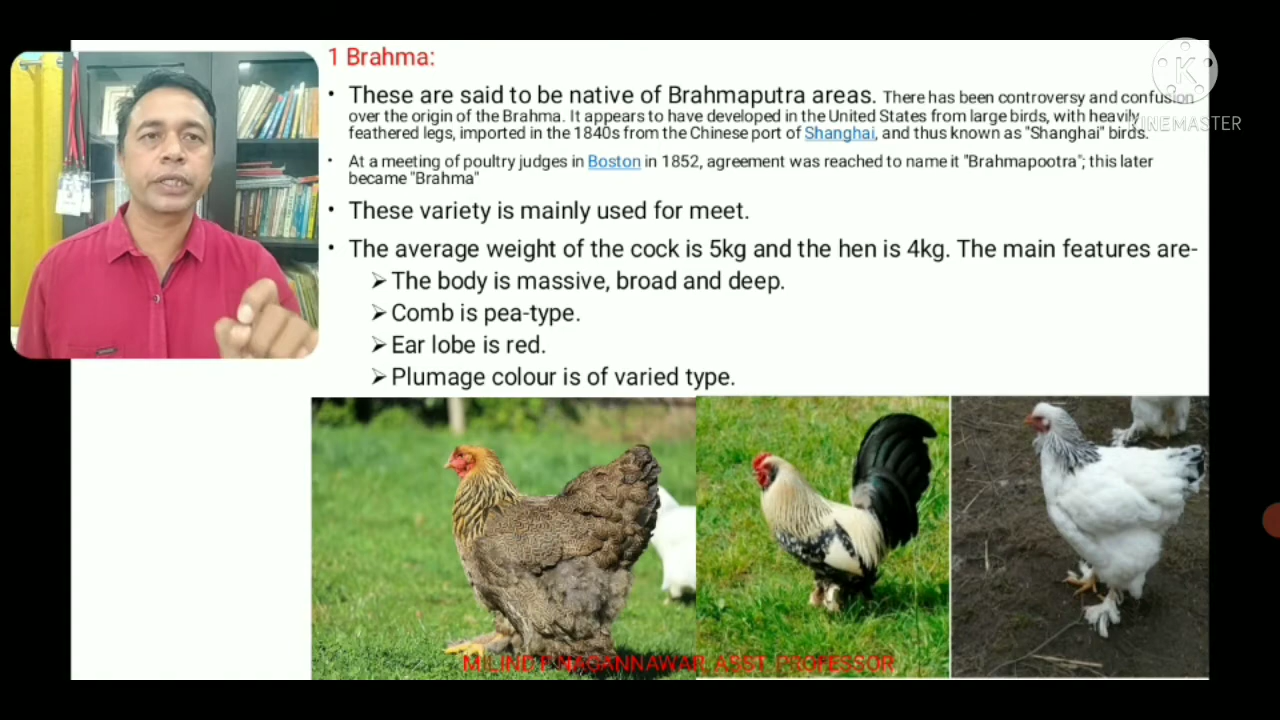 1 Brahma:
• These are said to be native of Brahmaputra areas. There has been controversy and confusion
over the origin of the Brahma. It appears to have developed in the United States from large birds, with heavily
feathered legs, imported in the 1840s from the Chinese port of Shanghai, and thus known as "Shanghai" birds.
• At a meeting of poultry judges in Boston in 1852, agreement was reached to name it "Brahmapootra"; this later
became "Brahma"
• These variety is mainly used for meet.
• The average weight of the cock is 5kg and the hen is 4kg. The main features are-
➢ The body is massive, broad and deep.
➢ Comb is pea-type.
➢ Ear lobe is red.
➢ Plumage colour is of varied type.
K
KINEMASTER
MILIND P NAGANNAWAR, ASST. PROFESSOR